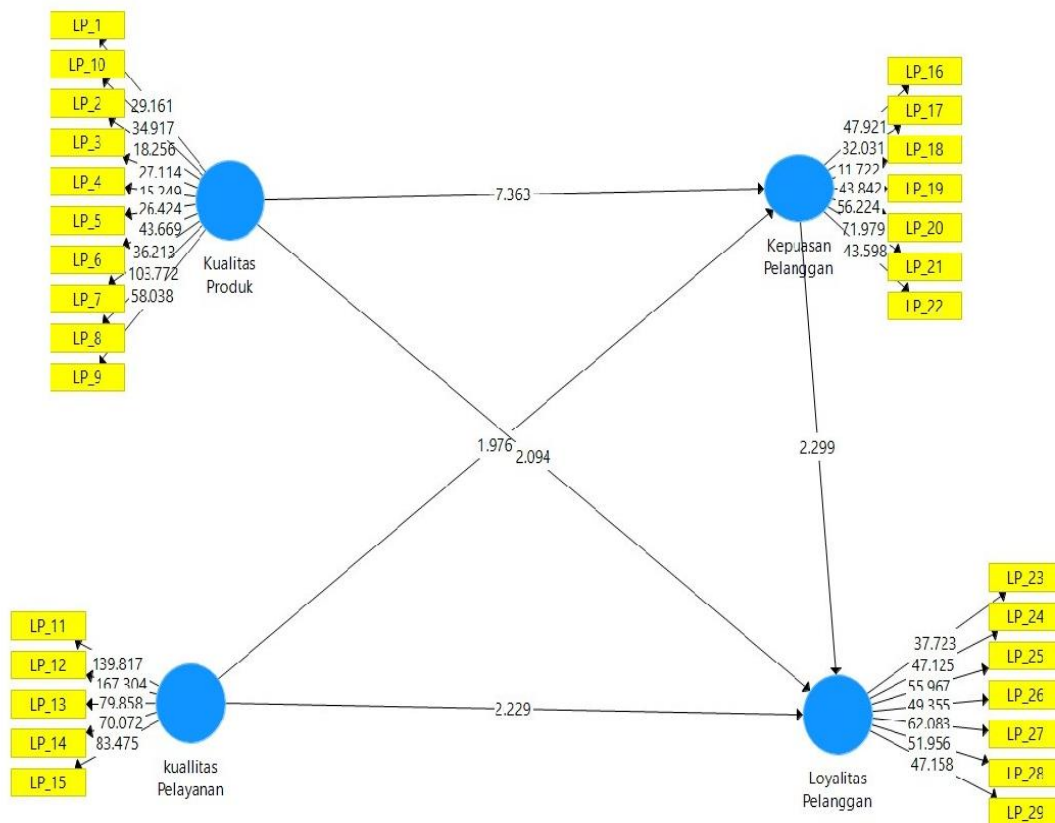 LP_1
LP_10
LP_2
LP_3
LP_4
LP_5
LP_6
LP_7
LP_8
LP_9
29.161
34.917
18.256
27.114
15.249
26.424
43.669
36.213
103.772
58.038
Kualitas
Produk
7.363
LP_16
LP_17
LP_18
LP_19
LP_20
LP_21
LP_22
47.921
32.031
11.722
43.842
56.224
71.979
43.598
Kepuasan
Pelanggan
1.976
2.094
2.299
LP_11
LP_12
LP_13
LP_14
LP_15
139.817
167.304
79.858
70.072
83.475
kuallitas
Pelayanan
2.229
LP_23
LP_24
LP_25
LP_26
LP_27
LP_28
LP_29
37.723
47.125
55.967
49.355
62.083
51.956
47.158
Loyalitas
Pelanggan